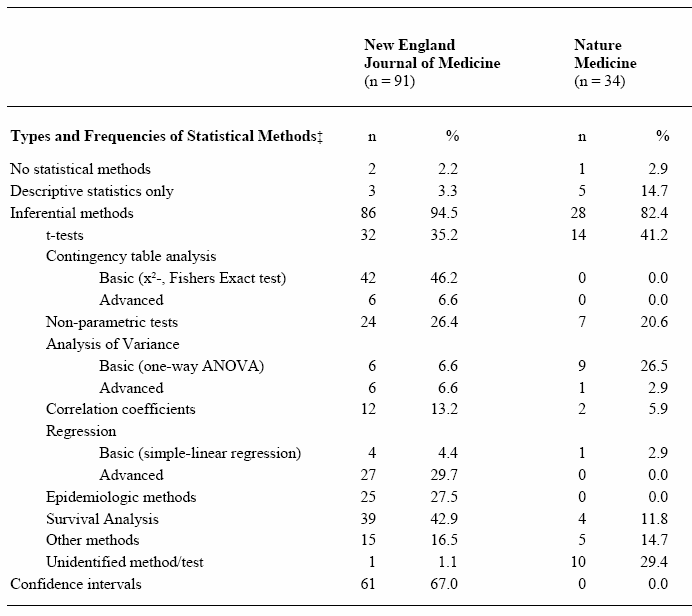 New England Nature
Journal of Medicine Medicine
(n = 91) (n = 34)
Types and Frequencies of Statistical Methods‡ n % n %
No statistical methods 2 2.2 1 2.9
Descriptive statistics only 3 3.3 5 14.7
Inferential methods 86 94.5 28 82.4
t-tests 32 35.2 14 41.2
Contingency table analysis
Basic (x²-, Fishers Exact test) 42 46.2 0 0.0
Advanced 6 6.6 0 0.0
Non-parametric tests 24 26.4 7 20.6
Analysis of Variance
Basic (one-way ANOVA) 6 6.6 9 26.5
Advanced 6 6.6 1 2.9
Correlation coefficients 12 13.2 2 5.9
Regression
Basic (simple-linear regression) 4 4.4 1 2.9
Advanced 27 29.7 0 0.0
Epidemiologic methods 25 27.5 0 0.0
Survival Analysis 39 42.9 4 11.8
Other methods 15 16.5 5 14.7
Unidentified method/test 1 1.1 10 29.4
Confidence intervals 61 67.0 0 0.0